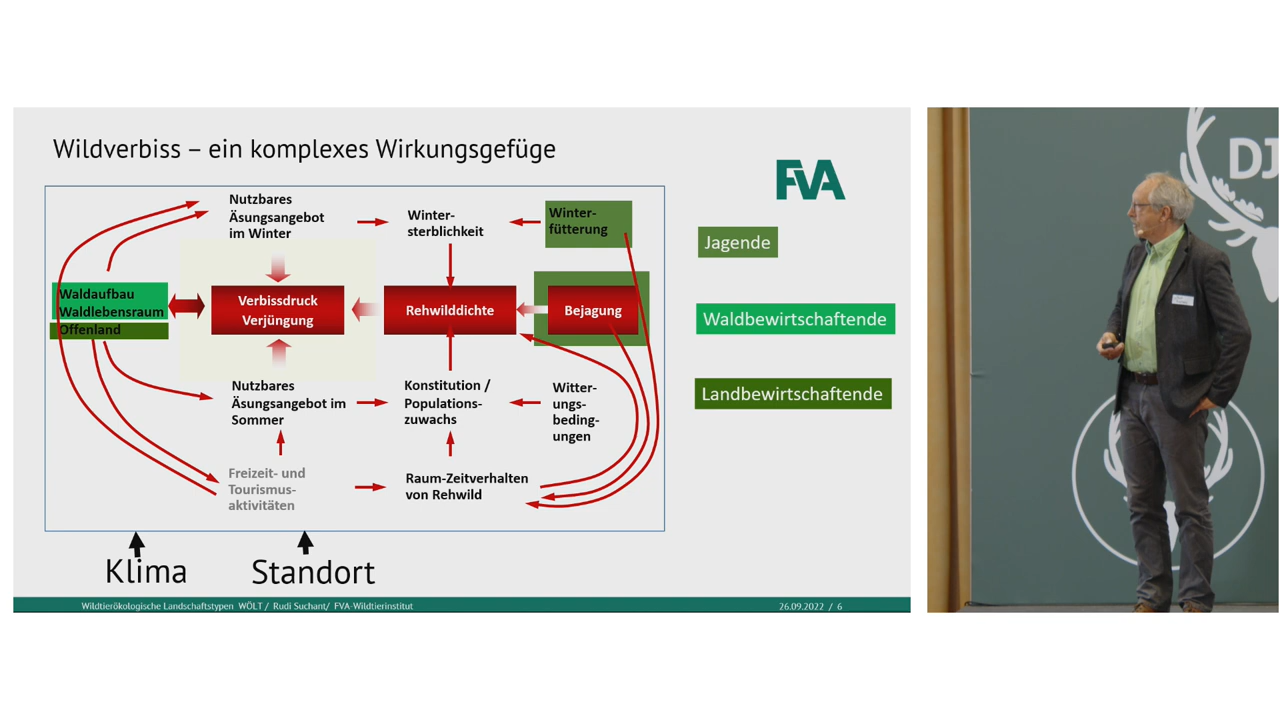 Wildverbiss – ein komplexes Wirkungsgefüge
FVA
DJ
Nutzbares
Äsungsangebot
im Winter
Winter-
sterblichkeit
Winter-
fütterung
Jagende
Waldaufbau
Waldlebensraum
Offenland
Verbissdruck
Verjüngung
Rehwilddichte
Bejagung
Waldbewirtschaftende
Nutzbares
Äsungsangebot im
Sommer
Konstitution /
Populations-
zuwachs
Witter-
ungs-
beding-
ungen
Landbewirtschaftende
Freizeit- und
Tourismus-
aktivitäten
Raum-Zeitverhalten
von Rehwild
Klima
Standort
Wildtierökologische Landschaftstypen WÖLT / Rudi Suchant/ FVA-Wildtierinstitut
26.09.2022 / 6